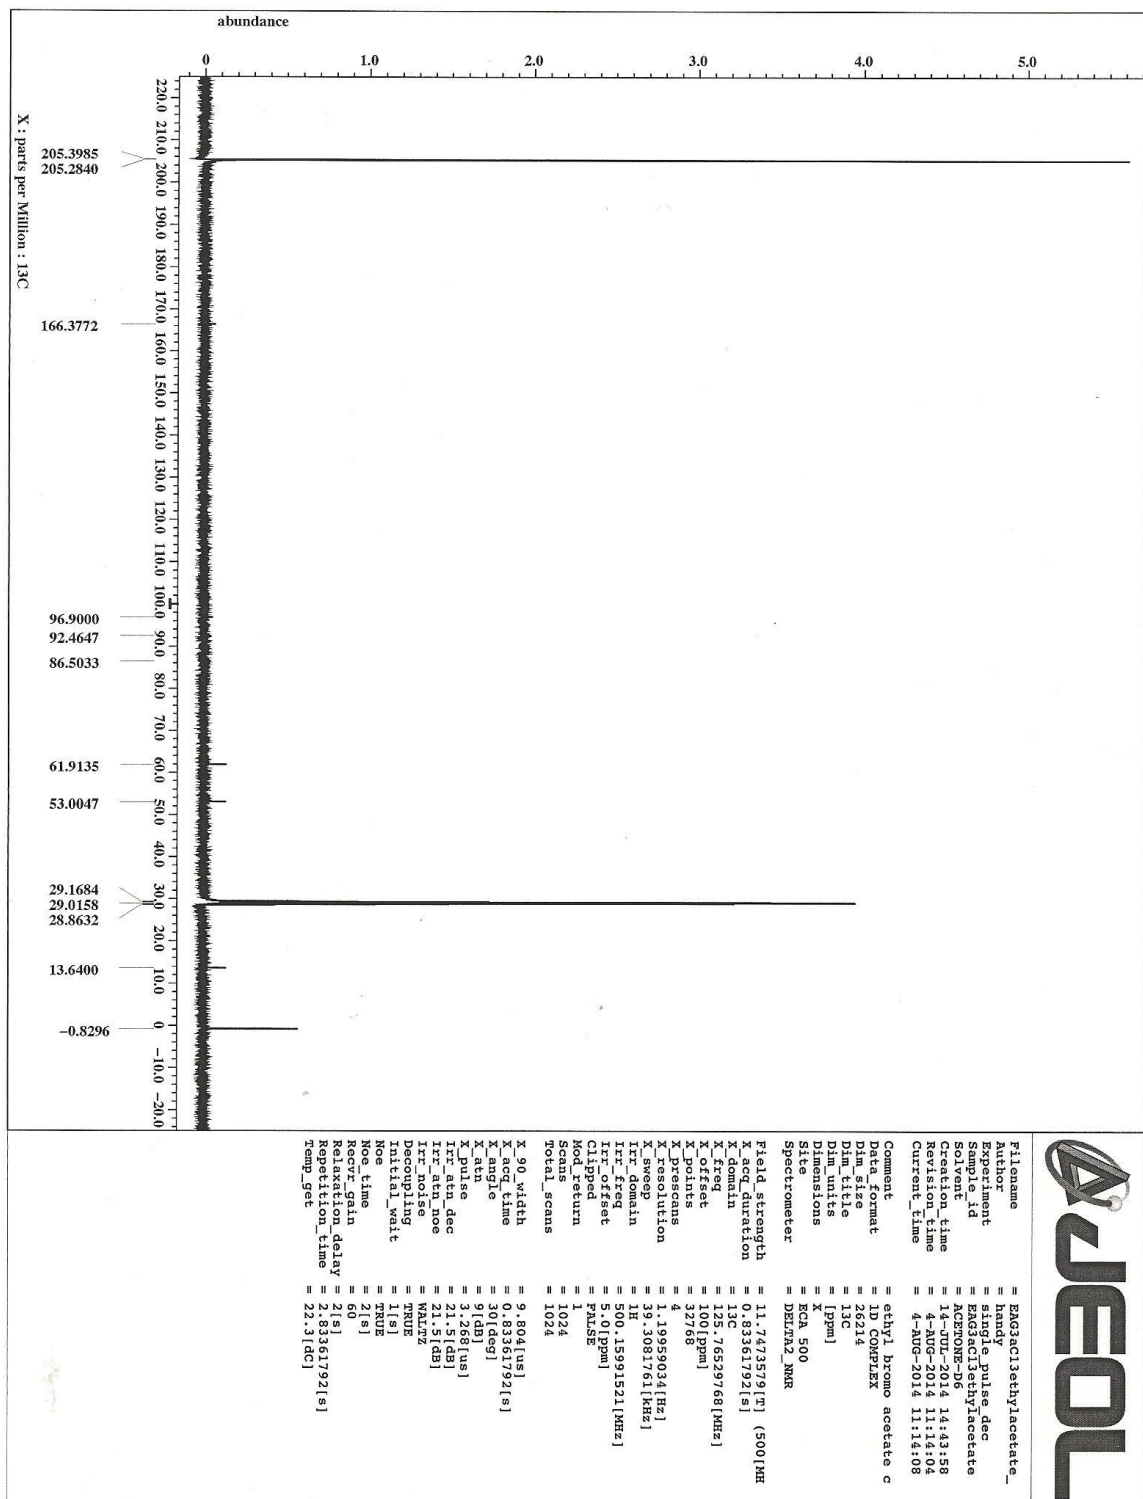 abundance
0 1.0 2.0 3.0 4.0 5.0
220.0 210.0 200.0 190.0 180.0 170.0 160.0 150.0 140.0 130.0 120.0 110.0 100.0 90.0 80.0 70.0 60.0 50.0 40.0 30.0 20.0 10.0 0 -10.0 -20.0
205.3985
205.2840
166.3772
96.9000
92.4647
86.5033
61.9135
53.0047
29.1684
29.0158
28.8632
13.6400
-0.8296
X : parts per Million : 13C
JEOL
Filename = EAG3aC13ethylacetate_
Author = handy
Experiment = single_pulse_dec
Sample_id = EAG3aC13ethylacetate
Solvent = ACETONE-D6
Creation_time = 14-JUL-2014 14:43:58
Revision_time = 4-AUG-2014 11:14:04
Current_time = 4-AUG-2014 11:14:08
Comment = ethyl bromo acetate c
Data_format = 1D COMPLEX
Dim_size = 26214
Dim_title = 13C
Dim_units = [ppm]
Dimensions = X
Site = ECA 500
Spectrometer = DELTA2_NMR
Field_strength = 11.7473579[T] (500[MH
X_acq_duration = 0.83361792[s]
X_domain = 13C
X_freq = 125.76529768[MHz]
X_offset = 100[ppm]
X_points = 32768
X_prescans = 4
X_resolution = 1.19959034[Hz]
X_sweep = 39.3081761[kHz]
Irr_domain = 1H
Irr_freq = 500.15991521[MHz]
Irr_offset = 5.0[ppm]
Clipped = FALSE
Mod_return = 1
Scans = 1024
Total_scans = 1024
X_90_width = 9.804[us]
X_acq_time = 0.83361792[s]
X_angle = 30[deg]
X_atn = 9[dB]
X_pulse = 3.268[us]
Irr_atn_dec = 21.5[dB]
Irr_atn_noe = 21.5[dB]
Irr_noise = WALTZ
Decoupling = TRUE
Initial_wait = 1[s]
Noe = TRUE
Noe_time = 2[s]
Recvr_gain = 60
Relaxation_delay = 2[s]
Repetition_time = 2.83361792[s]
Temp_get = 22.3[dC]